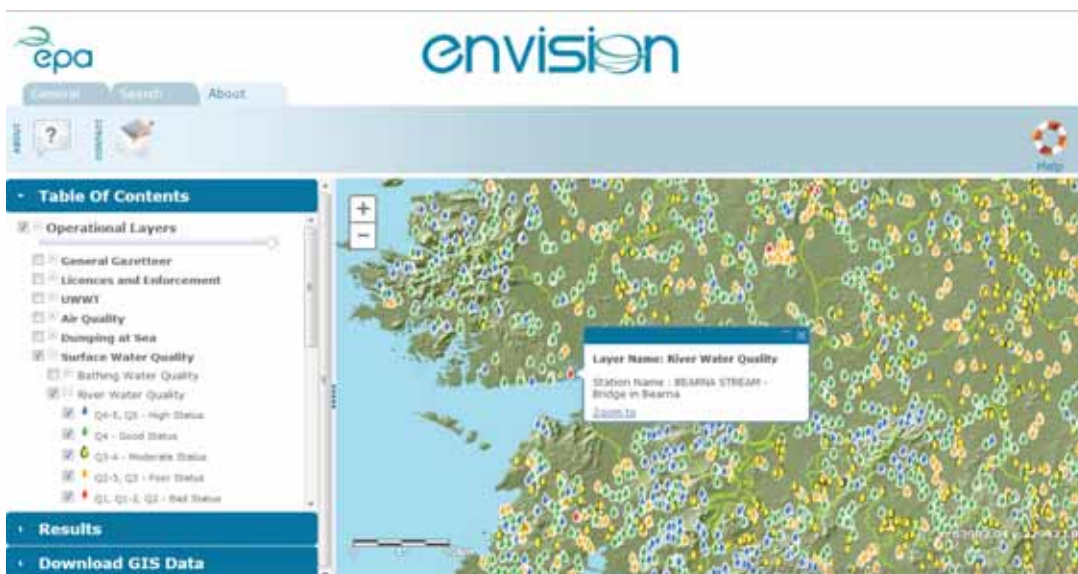 epa
envision
General
Search
About
ABOUT
?
CONTACT
Help
Table Of Contents
+
−
Operational Layers
General Gazetteer
Licences and Enforcement
UWWT
Air Quality
Dumping at Sea
Surface Water Quality
Bathing Water Quality
River Water Quality
Q4-5, Q5 - High Status
Q4 - Good Status
Q3-4 - Moderate Status
Q2-3, Q3 - Poor Status
Q1, Q1-2, Q2 - Bad Status
Layer Name: River Water Quality
Station Name : BEARNA STREAM -
Bridge in Bearna
Zoom to
Results
Download GIS Data